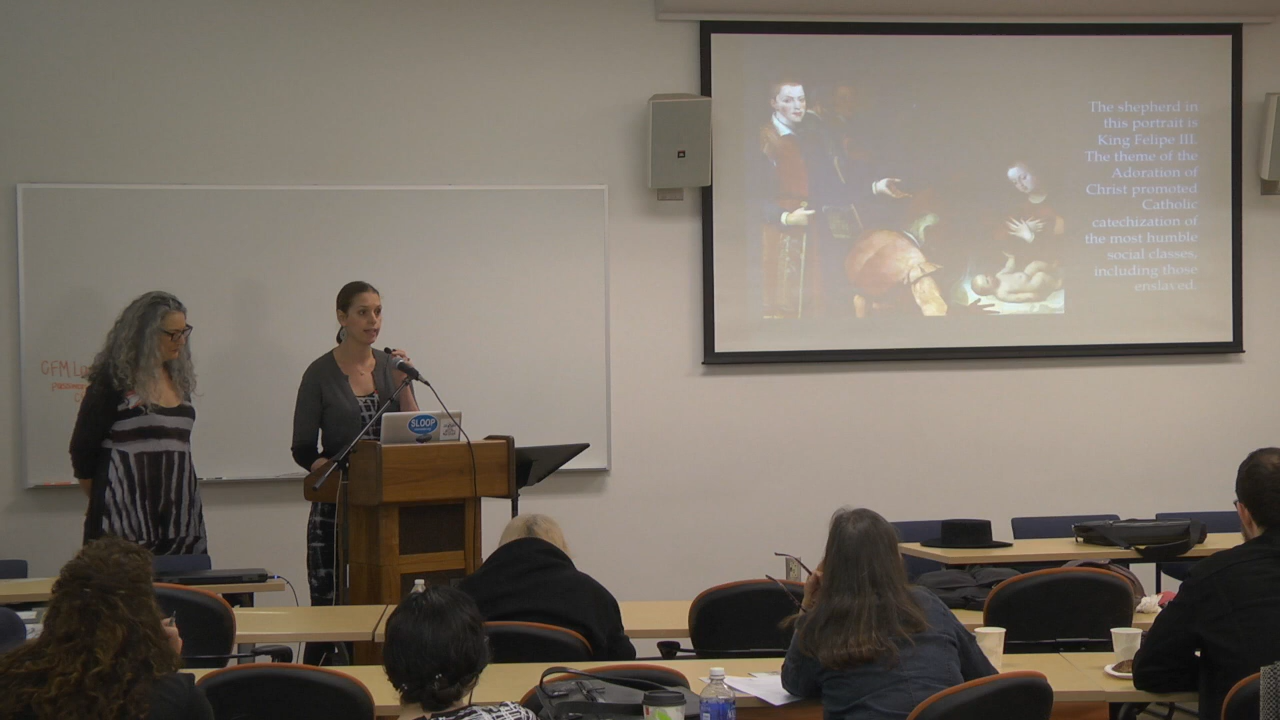 The shepherd in
this portrait is
King Felipe III.
The theme of the
Adoration of
Christ promoted
Catholic
catechization of
the most humble
social classes,
including those
enslaved.
CFM
SLOOP